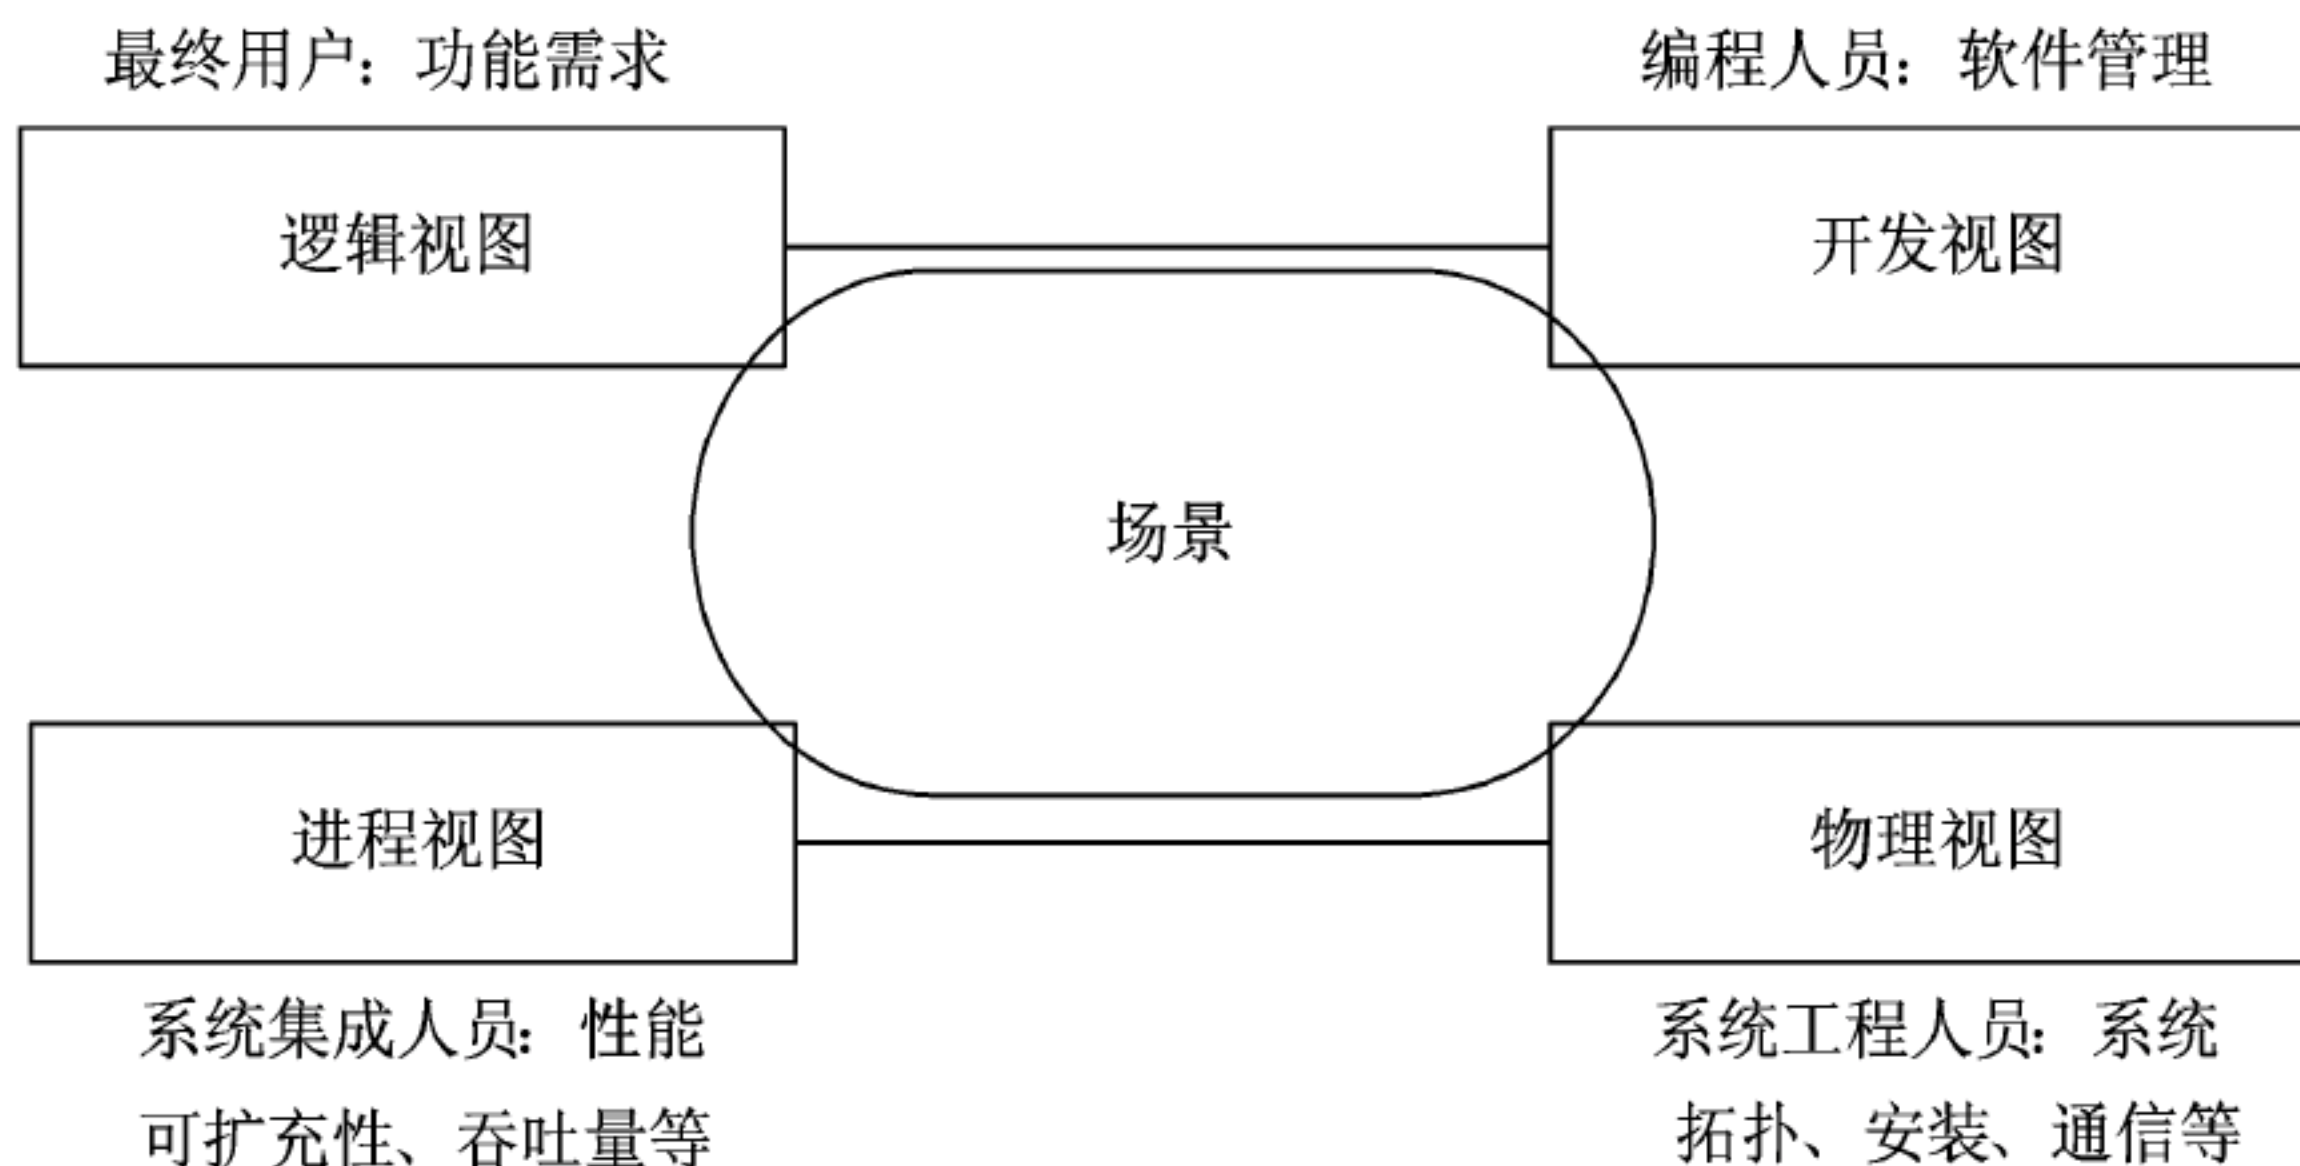 最终用户：功能需求
编程人员：软件管理
逻辑视图
开发视图
场景
进程视图
物理视图
系统集成人员：性能
可扩充性、吞吐量等
系统工程人员：系统
拓扑、安装、通信等